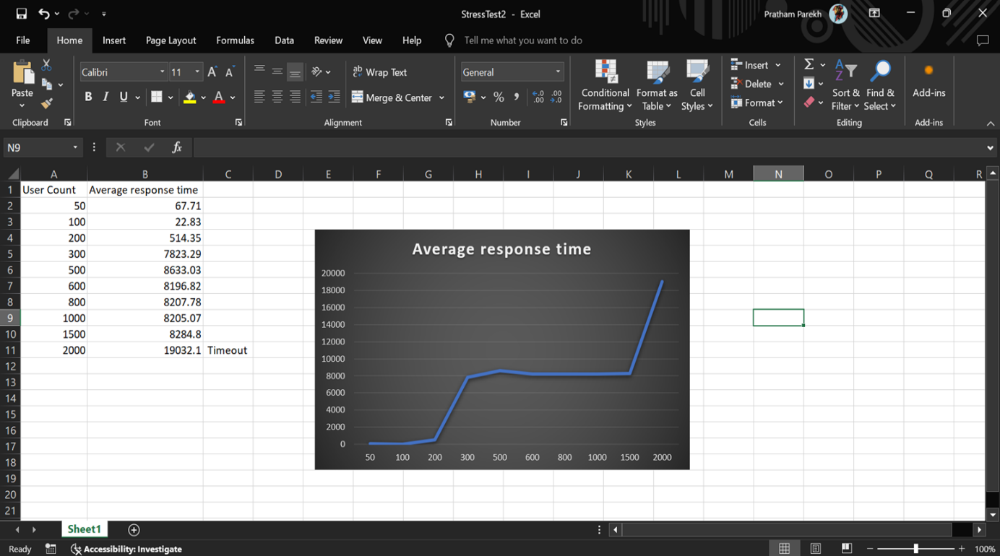 StressTest2 - Excel
Pratham Parekh
File Home Insert Page Layout Formulas Data Review View Help Tell me what you want to do
Calibri 11 ab Wrap Text General Σ Insert
Paste B I U Merge & Center % Conditional Formatting Format as Table Cell Styles Delete Format Sort & Filter Find & Select Add-ins
Clipboard Font Alignment Number Styles Cells Editing Add-ins
N9 fx
A B C D E F G H I J K L M N O P Q R
1 User Count Average response time
2 50 67.71
3 100 22.83
4 200 514.35
5 300 7823.29
6 500 8633.03
7 600 8196.82
8 800 8207.78
9 1000 8205.07
10 1500 8284.8
11 2000 19032.1 Timeout
12
13
14
15
16
17
18
19
20
21
Average response time
20000
18000
16000
14000
12000
10000
8000
6000
4000
2000
0
50 100 200 300 500 600 800 1000 1500 2000
Sheet1
Ready Accessibility: Investigate 100%